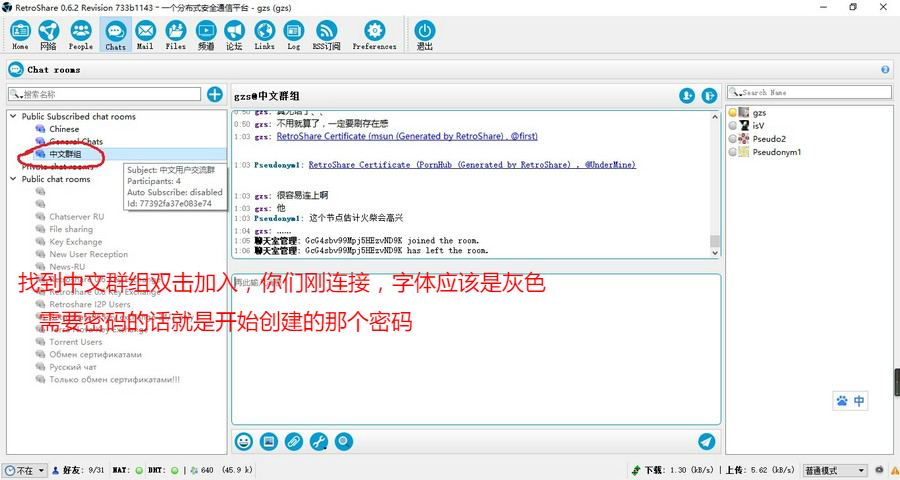 RetroShare 0.6.2 Revision 733b1143 - 一个分布式安全通信平台 - gzs (gzs)
Home 网络 People Chats Mail Files 频道 论坛 Links Log RSS订阅 Preferences 退出
Chat rooms
搜索名称
gzs@中文群组
Search Name
Public Subscribed chat rooms
Chinese
General Chats
中文群组
Private chat rooms
Public chat rooms
Chatserver RU
File sharing
Key Exchange
New User Reception
News-RU
Retroshare I2P Users
Torrent Users
Обмен сертификатами
Русский чат
Только обмен сертификатами!!!
Subject: 中文用户交流群
Participants: 4
Auto Subscribe: disabled
Id: 77392fa37e083e74
0:50 gzs: 不用就算了，一定要刷存在感
1:03 gzs: RetroShare Certificate (msun (Generated by RetroShare) , @first)
1:03 Pseudonym1: RetroShare Certificate (PornHub (Generated by RetroShare) , @UnderMine)
1:03 gzs: 很容易连上啊
1:03 gzs: 他
1:03 Pseudonym1: 这个节点估计火柴会高兴
1:04 gzs: ......
1:05 聊天室管理: GcG4sbv99Mpj5HEzvND9K joined the room.
1:06 聊天室管理: GcG4sbv99Mpj5HEzvND9K has left the room.
gzs
isV
Pseudo2
Pseudonym1
找到中文群组双击加入，你们刚连接，字体应该是灰色
需要密码的话就是开始创建的那个密码
中
不在 好友: 9/31 NAT: DHT: 640 (45.9 k) 下载: 1.30 (kB/s) | 上传: 5.62 (kB/s) 普通模式